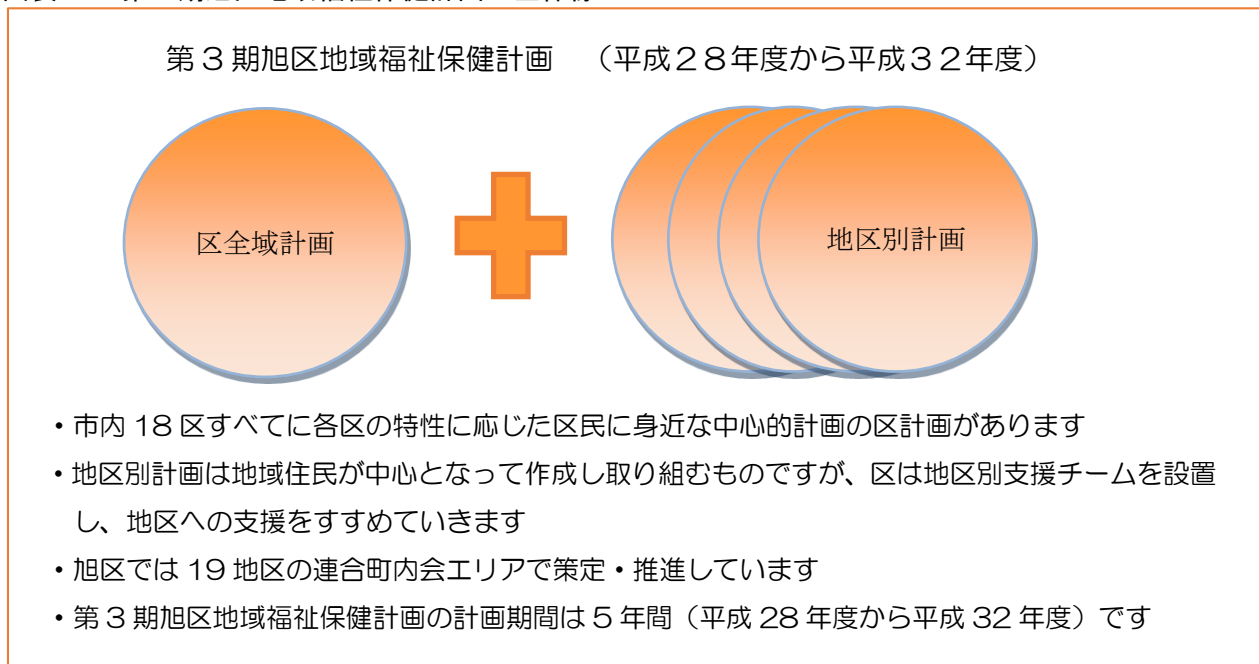 第3期旭区地域福祉保健計画　（平成28年度から平成32年度）
区全域計画
地区別計画
・市内 18 区すべてに各区の特性に応じた区民に身近な中心的計画の区計画があります
・地区別計画は地域住民が中心となって作成し取り組むものですが、区は地区別支援チームを設置
し、地区への支援をすすめていきます
・旭区では 19 地区の連合町内会エリアで策定・推進しています
・第3期旭区地域福祉保健計画の計画期間は5年間（平成 28 年度から平成 32 年度）です